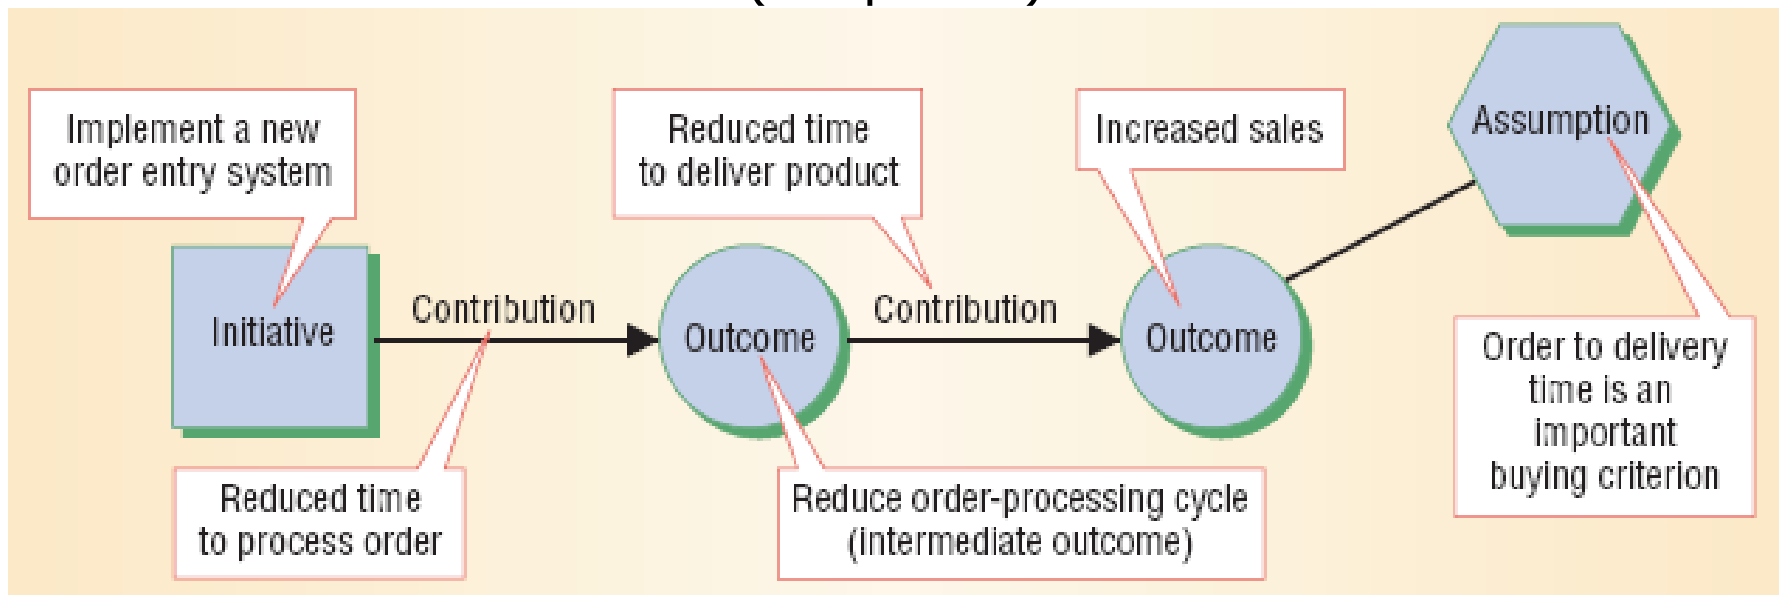 Implement a new
order entry system
Reduced time
to deliver product
Increased sales
Assumption
Initiative
Contribution
Outcome
Contribution
Outcome
Order to delivery
time is an
important
buying criterion
Reduced time
to process order
Reduce order-processing cycle
(intermediate outcome)